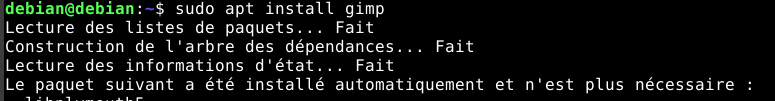 debian@debian:~$ sudo apt install gimp
Lecture des listes de paquets... Fait
Construction de l'arbre des dépendances... Fait
Lecture des informations d'état... Fait
Le paquet suivant a été installé automatiquement et n'est plus nécessaire :